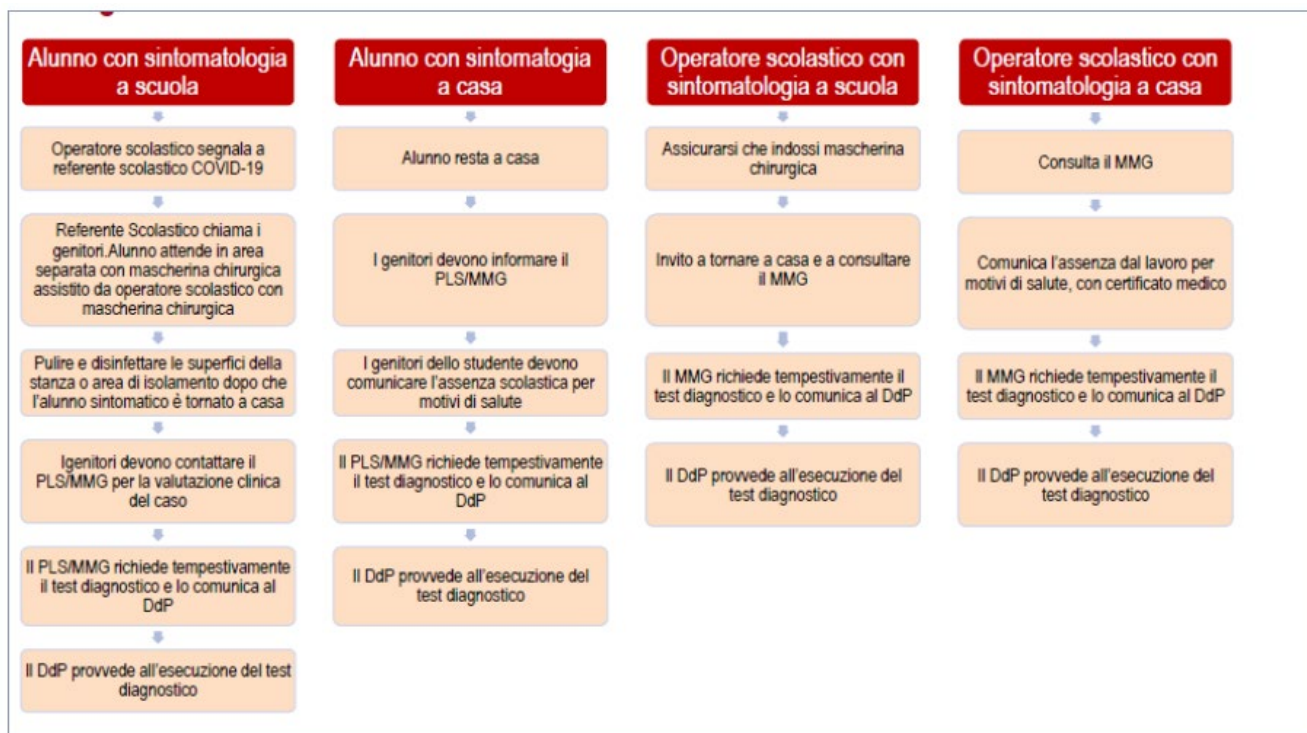 Alunno con sintomatologia
a scuola
Operatore scolastico segnala a
referente scolastico COVID-19
Referente Scolastico chiama i
genitori.Alunno attende in area
separata con mascherina chirurgica
assistito da operatore scolastico con
mascherina chirurgica
Pulire e disinfettare le superfici della
stanza o area di isolamento dopo che
l'alunno sintomatico è tornato a casa
Igenitori devono contattare il
PLS/MMG per la valutazione clinica
del caso
Il PLS/MMG richiede tempestivamente
il test diagnostico e lo comunica al
DdP
Il DdP provvede all'esecuzione del test
diagnostico
Alunno con sintomatogia
a casa
Alunno resta a casa
I genitori devono informare il
PLS/MMG
I genitori dello studente devono
comunicare l'assenza scolastica per
motivi di salute
Il PLS/MMG richiede tempestivamente
il test diagnostico e lo comunica al
DdP
Il DdP provvede all'esecuzione del
test diagnostico
Operatore scolastico con
sintomatologia a scuola
Assicurarsi che indossi mascherina
chirurgica
Invito a tornare a casa e a consultare
il MMG
Il MMG richiede tempestivamente il
test diagnostico e lo comunica al DdP
Il DdP provvede all'esecuzione del
test diagnostico
Operatore scolastico con
sintomatologia a casa
Consulta il MMG
Comunica l'assenza dal lavoro per
motivi di salute, con certificato medico
Il MMG richiede tempestivamente il
test diagnostico e lo comunica al DdP
Il DdP provvede all'esecuzione del
test diagnostico